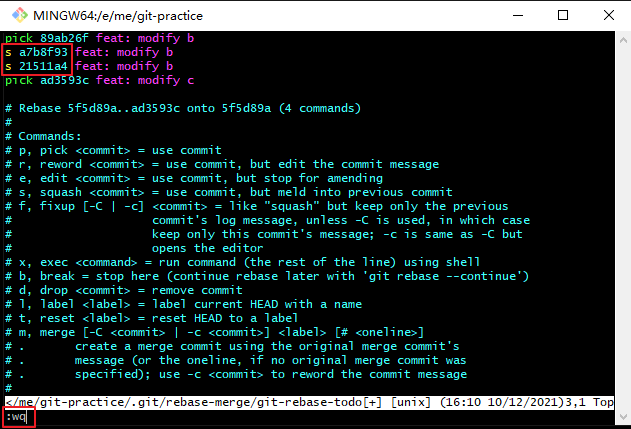 MINGW64:/e/me/git-practice
pick 89ab26f feat: modify b
s a7b8f93 feat: modify b
s 21511a4 feat: modify b
pick ad3593c feat: modify c

# Rebase 5f5d89a..ad3593c onto 5f5d89a (4 commands)
#
# Commands:
# p, pick <commit> = use commit
# r, reword <commit> = use commit, but edit the commit message
# e, edit <commit> = use commit, but stop for amending
# s, squash <commit> = use commit, but meld into previous commit
# f, fixup [-C | -c] <commit> = like "squash" but keep only the previous
#                    commit's log message, unless -C is used, in which case
#                    keep only this commit's message; -c is same as -C but
#                    opens the editor
# x, exec <command> = run command (the rest of the line) using shell
# b, break = stop here (continue rebase later with 'git rebase --continue')
# d, drop <commit> = remove commit
# l, label <label> = label current HEAD with a name
# t, reset <label> = reset HEAD to a label
# m, merge [-C <commit> | -c <commit>] <label> [# <oneline>]
# .       create a merge commit using the original merge commit's
# .       message (or the oneline, if no original merge commit was
# .       specified); use -c <commit> to reword the commit message
#
</me/git-practice/.git/rebase-merge/git-rebase-todo[+] [unix] (16:10 10/12/2021)3,1 Top
:wq